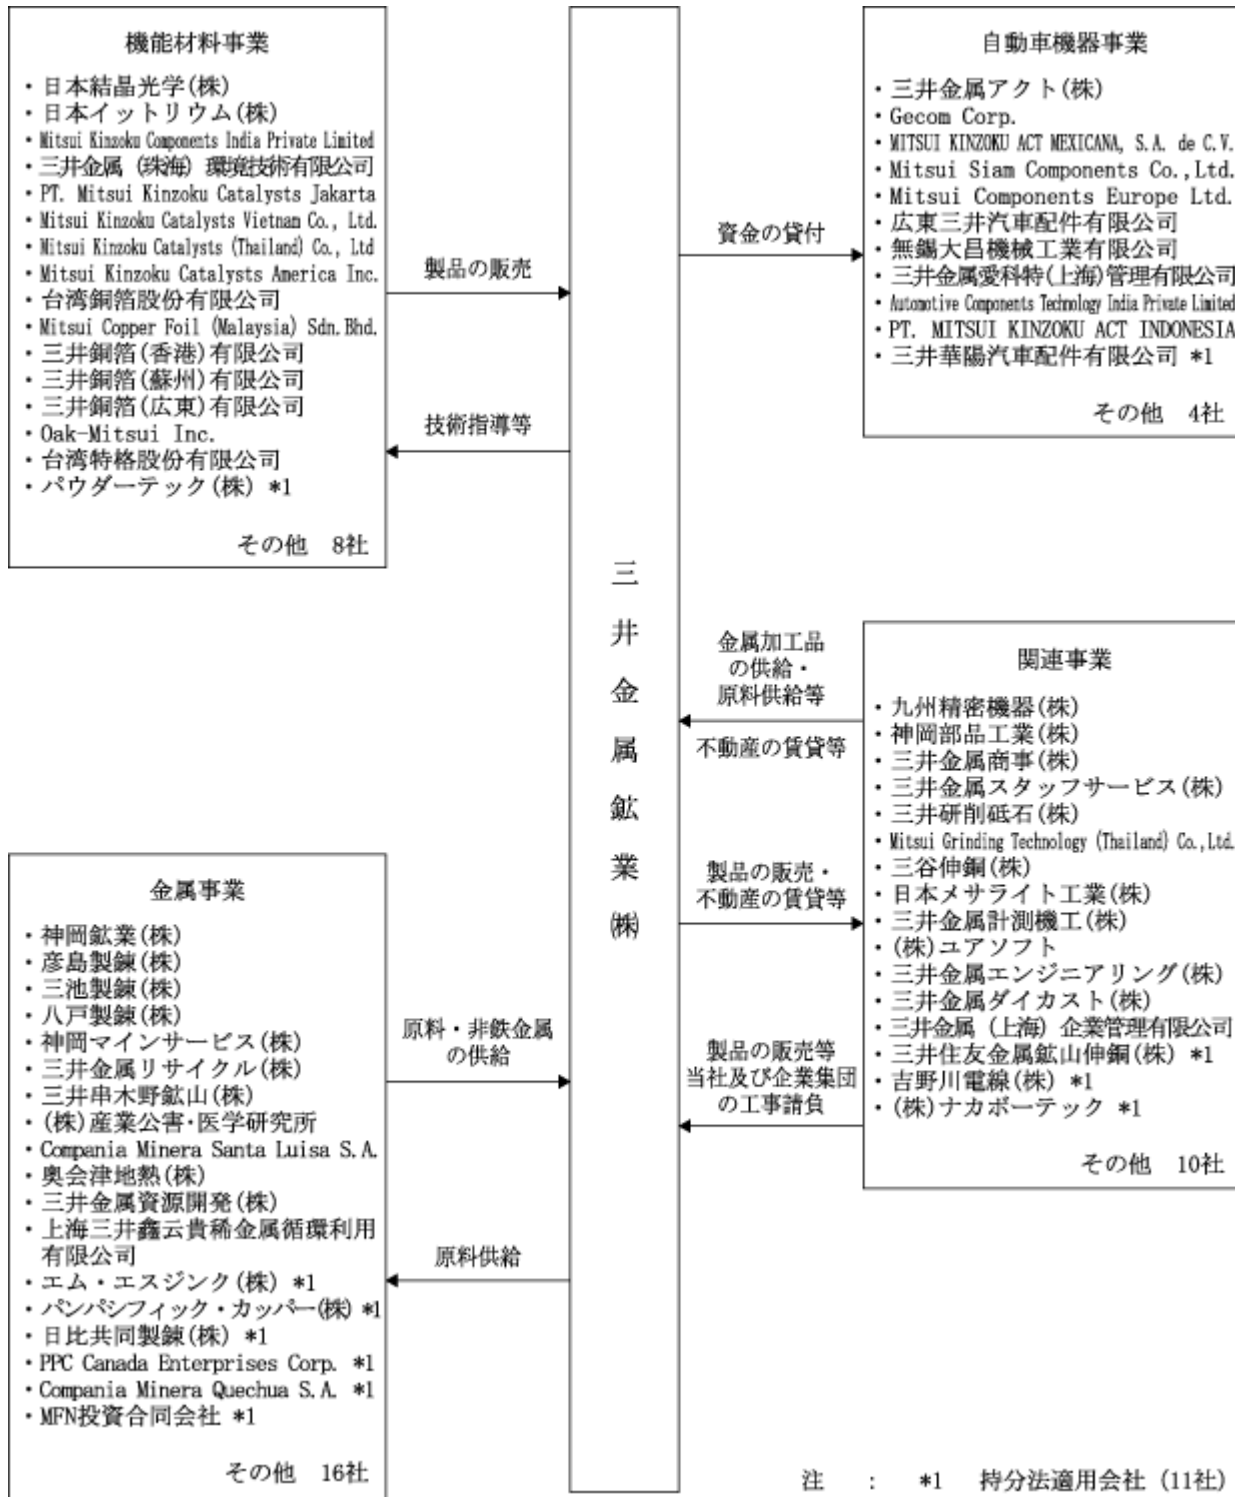 機能材料事業
・日本結晶光学(株)
・日本イットリウム(株)
・Mitsui Kinzoku Components India Private Limited
・三井金属（珠海）環境技術有限公司
・PT. Mitsui Kinzoku Catalysts Jakarta
・Mitsui Kinzoku Catalysts Vietnam Co., Ltd.
・Mitsui Kinzoku Catalysts (Thailand) Co., Ltd
・Mitsui Kinzoku Catalysts America Inc.
・台湾銅箔股份有限公司
・Mitsui Copper Foil (Malaysia) Sdn.Bhd.
・三井銅箔(香港)有限公司
・三井銅箔(蘇州)有限公司
・三井銅箔(広東)有限公司
・Oak-Mitsui Inc.
・台湾特格股份有限公司
・パウダーテック(株) *1
その他　8社
製品の販売
技術指導等
金属事業
・神岡鉱業(株)
・彦島製錬(株)
・三池製錬(株)
・八戸製錬(株)
・神岡マインサービス(株)
・三井金属リサイクル(株)
・三井串木野鉱山(株)
・(株)産業公害･医学研究所
・Compania Minera Santa Luisa S.A.
・奥会津地熱(株)
・三井金属資源開発(株)
・上海三井鑫云貴稀金属循環利用
有限公司
・エム・エスジンク(株) *1
・パンパシフィック・カッパー(株) *1
・日比共同製錬(株) *1
・PPC Canada Enterprises Corp. *1
・Compania Minera Quechua S.A. *1
・MFN投資合同会社 *1
その他　16社
原料・非鉄金属
の供給
原料供給
三井金属鉱業㈱
自動車機器事業
・三井金属アクト(株)
・Gecom Corp.
・MITSUI KINZOKU ACT MEXICANA, S.A. de C.V.
・Mitsui Siam Components Co.,Ltd.
・Mitsui Components Europe Ltd.
・広東三井汽車配件有限公司
・無錫大昌機械工業有限公司
・三井金属愛科特(上海)管理有限公司
・Automotive Components Technology India Private Limited
・PT. MITSUI KINZOKU ACT INDONESIA
・三井華陽汽車配件有限公司 *1
その他　4社
資金の貸付
関連事業
・九州精密機器(株)
・神岡部品工業(株)
・三井金属商事(株)
・三井金属スタッフサービス(株)
・三井研削砥石(株)
・Mitsui Grinding Technology (Thailand) Co.,Ltd.
・三谷伸銅(株)
・日本メサライト工業(株)
・三井金属計測機工(株)
・(株)ユアソフト
・三井金属エンジニアリング(株)
・三井金属ダイカスト(株)
・三井金属（上海）企業管理有限公司
・三井住友金属鉱山伸銅(株) *1
・吉野川電線(株) *1
・(株)ナカボーテック *1
その他　10社
金属加工品
の供給・
原料供給等
不動産の賃貸等
製品の販売・
不動産の賃貸等
製品の販売等
当社及び企業集団
の工事請負
注　：　*1　持分法適用会社（11社）